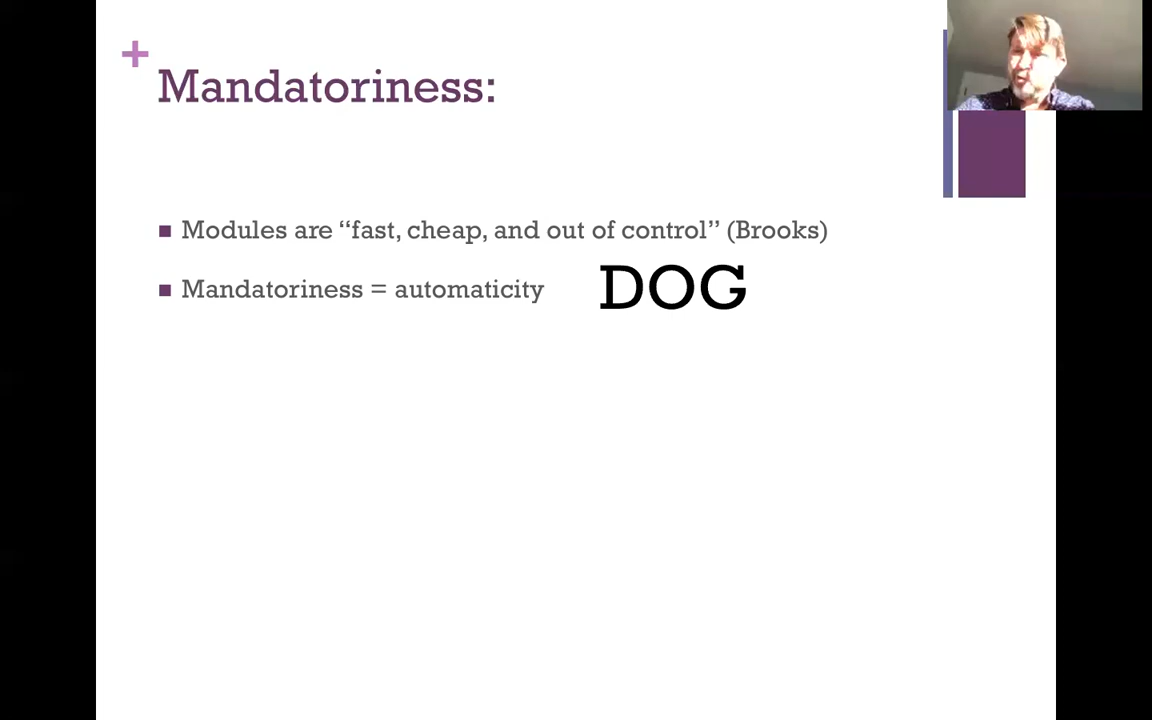 Mandatoriness:
Modules are “fast, cheap, and out of control” (Brooks)
Mandatoriness = automaticity DOG